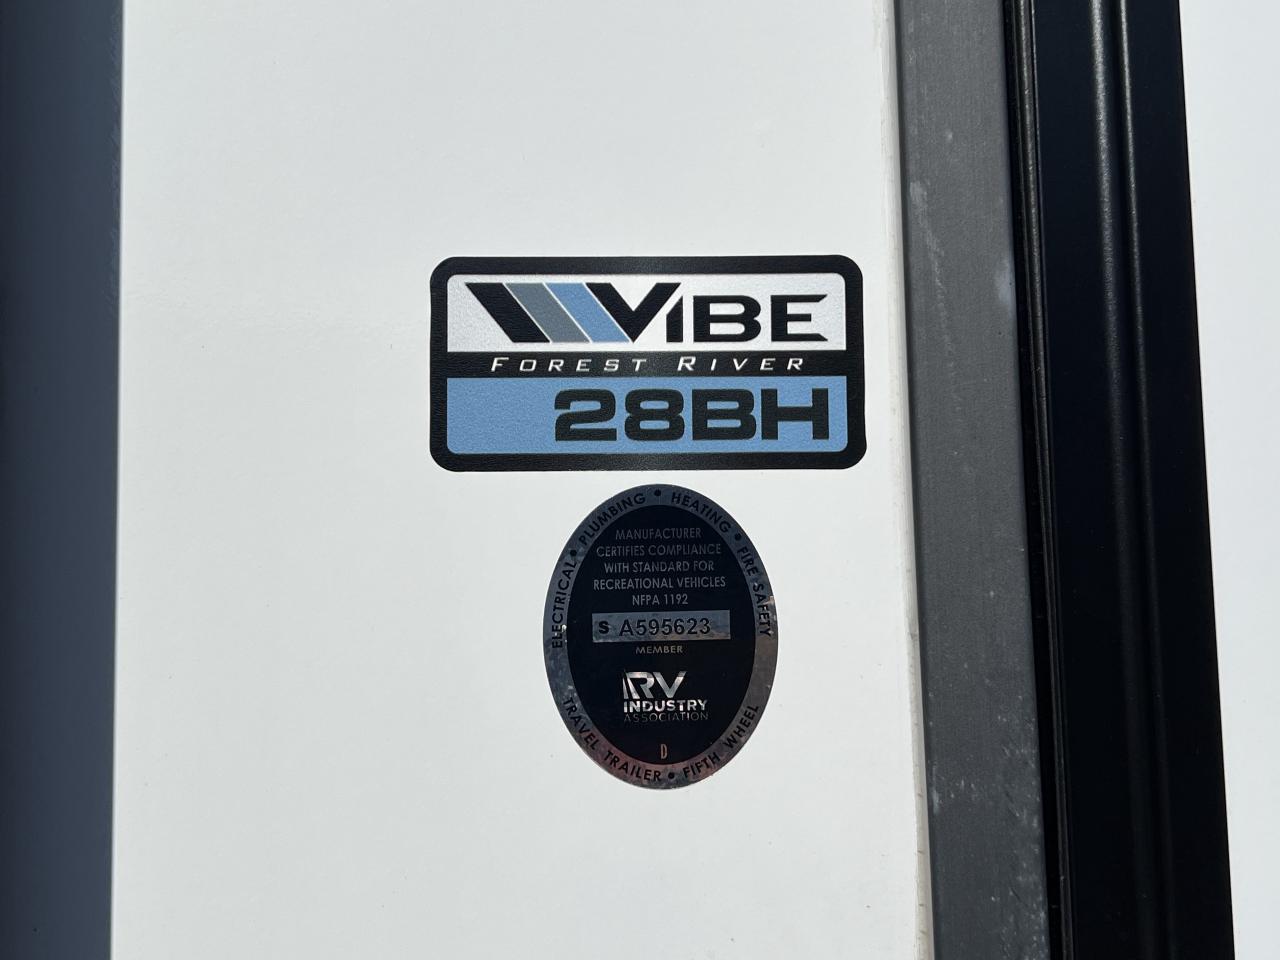 VIBE
FOREST RIVER
28BH
ELECTRICAL • PLUMBING • HEATING • FIRE SAFETY
MANUFACTURER
CERTIFIES COMPLIANCE
WITH STANDARD FOR
RECREATIONAL VEHICLES
NFPA 1192
S A595623
MEMBER
RV
INDUSTRY
ASSOCIATION
D
TRAVEL TRAILER • FIFTH WHEEL